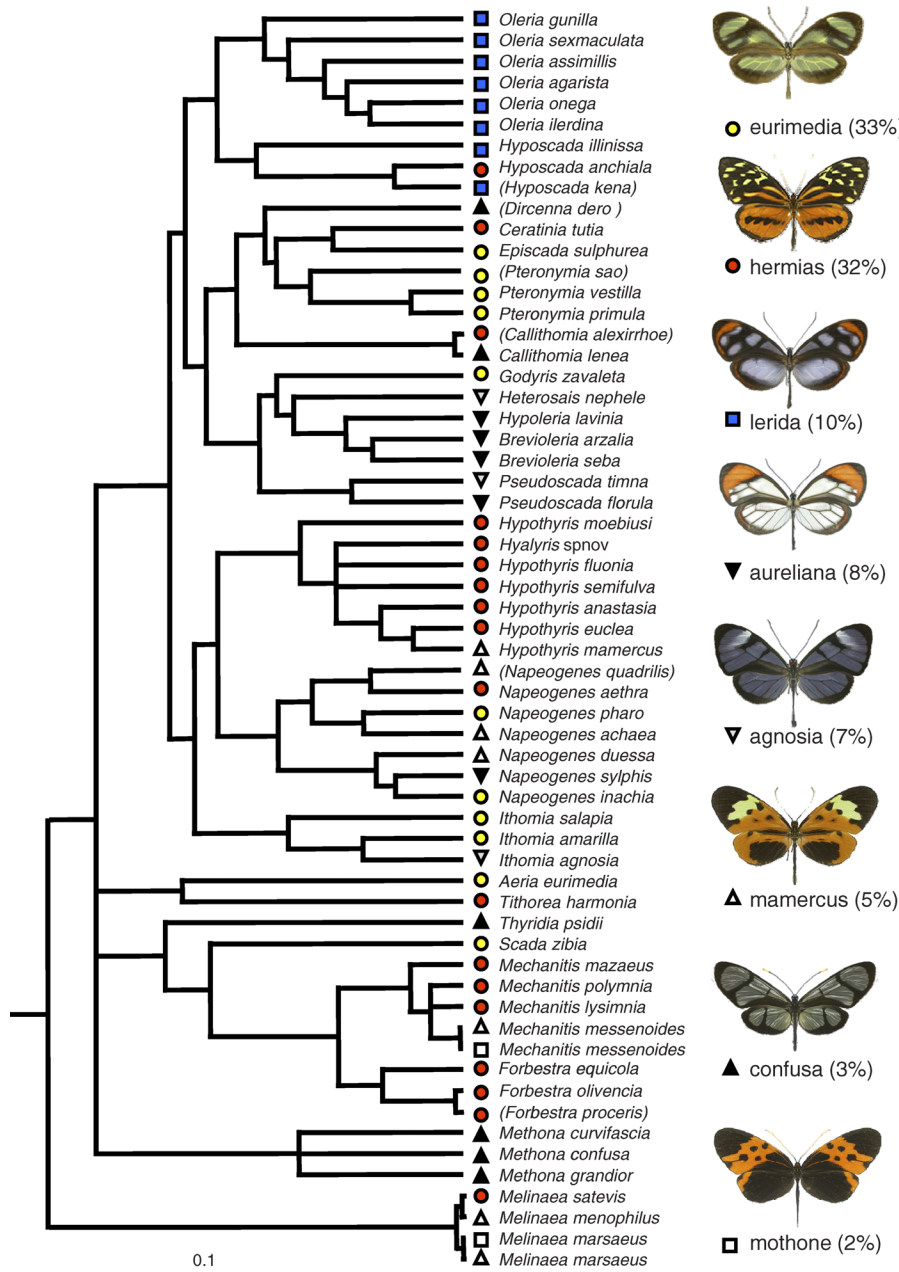 Oleria gunilla
Oleria sexmaculata
Oleria assimillis
Oleria agarista
Oleria onega
Oleria ilerdina
Hyposcada illinissa
Hyposcada anchiala
(Hyposcada kena)
(Dircenna dero )
Ceratinia tutia
Episcada sulphurea
(Pteronymia sao)
Pteronymia vestilla
Pteronymia primula
(Callithomia alexirrhoe)
Callithomia lenea
Godyris zavaleta
Heterosais nephele
Hypoleria lavinia
Brevioleria arzalia
Brevioleria seba
Pseudoscada timna
Pseudoscada florula
Hypothyris moebiusi
Hyalyris spnov
Hypothyris fluonia
Hypothyris semifulva
Hypothyris anastasia
Hypothyris euclea
Hypothyris mamercus
(Napeogenes quadrilis)
Napeogenes aethra
Napeogenes pharo
Napeogenes achaea
Napeogenes duessa
Napeogenes sylphis
Napeogenes inachia
Ithomia salapia
Ithomia amarilla
Ithomia agnosia
Aeria eurimedia
Tithorea harmonia
Thyridia psidii
Scada zibia
Mechanitis mazaeus
Mechanitis polymnia
Mechanitis lysimnia
Mechanitis messenoides
Mechanitis messenoides
Forbestra equicola
Forbestra olivencia
(Forbestra proceris)
Methona curvifascia
Methona confusa
Methona grandior
Melinaea satevis
Melinaea menophilus
Melinaea marsaeus
Melinaea marsaeus
0.1
eurimedia (33%)
hermias (32%)
lerida (10%)
aureliana (8%)
agnosia (7%)
mamercus (5%)
confusa (3%)
mothone (2%)